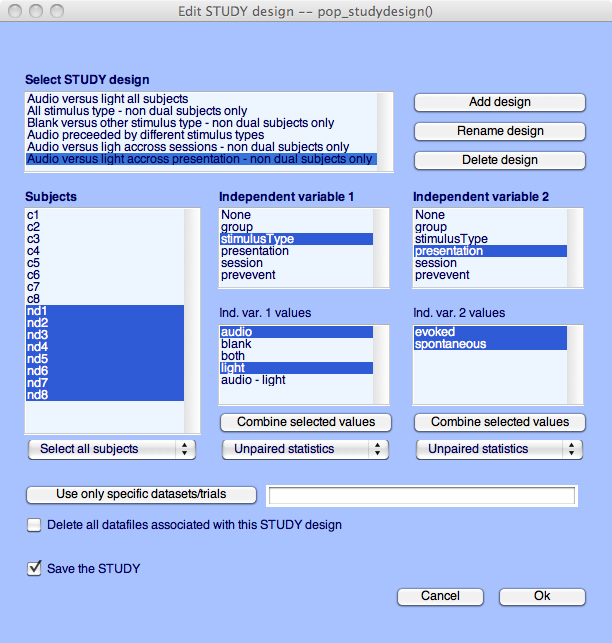 Edit STUDY design -- pop_studydesign()
Select STUDY design
Audio versus light all subjects
All stimulus type - non dual subjects only
Blank versus other stimulus type - non dual subjects only
Audio preceeded by different stimulus types
Audio versus ligh accross sessions - non dual subjects only
Audio versus light accross presentation - non dual subjects only
Add design
Rename design
Delete design
Subjects
c1
c2
c3
c4
c5
c6
c7
c8
nd1
nd2
nd3
nd4
nd5
nd6
nd7
nd8
Select all subjects
Independent variable 1
None
group
stimulusType
presentation
session
prevevent
Ind. var. 1 values
audio
blank
both
light
audio - light
Combine selected values
Unpaired statistics
Independent variable 2
None
group
stimulusType
presentation
session
prevevent
Ind. var. 2 values
evoked
spontaneous
Combine selected values
Unpaired statistics
Use only specific datasets/trials
Delete all datafiles associated with this STUDY design
Save the STUDY
Cancel
Ok